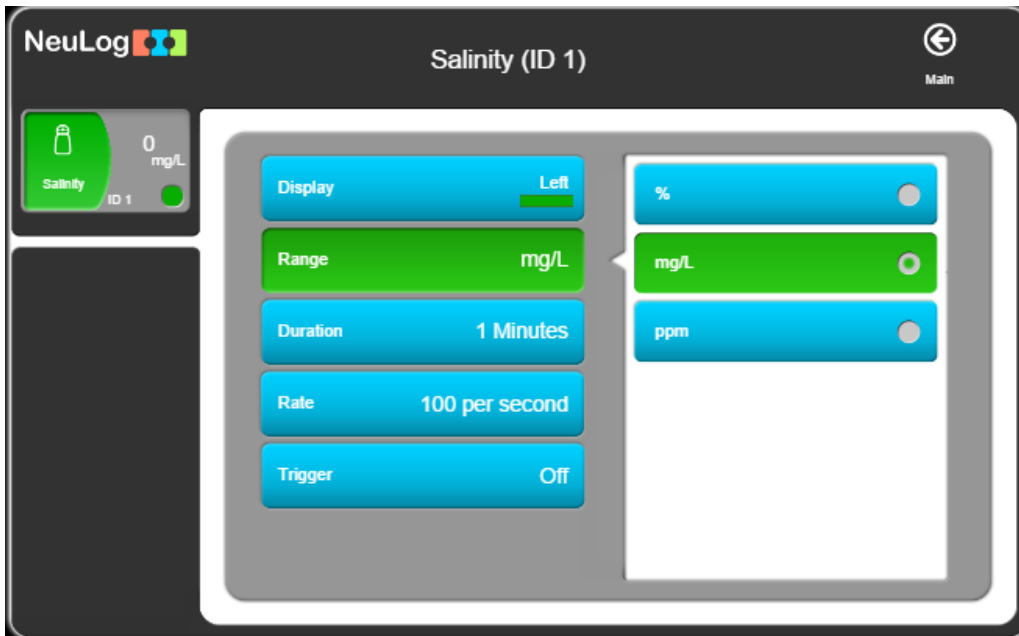 NeuLog
Salinity (ID 1)
Main
0
mg/L
Salinity
ID 1
Display Left
Range mg/L
Duration 1 Minutes
Rate 100 per second
Trigger Off
%
mg/L
ppm